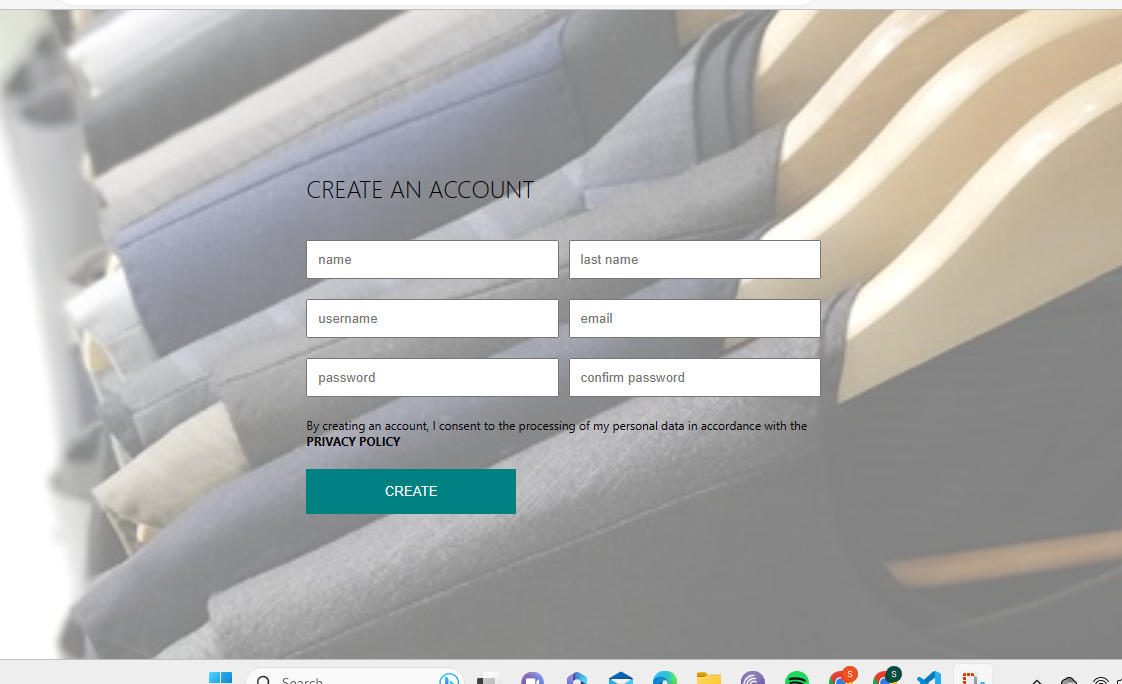 CREATE AN ACCOUNT
name
last name
username
email
password
confirm password
By creating an account, I consent to the processing of my personal data in accordance with the
PRIVACY POLICY
CREATE
Search
S
S